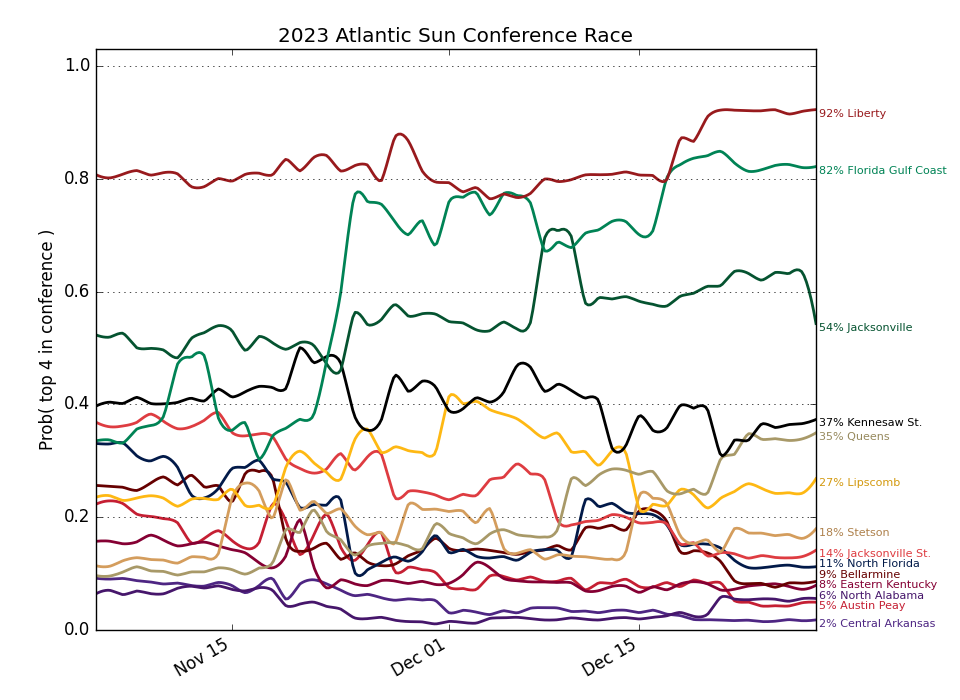 2023 Atlantic Sun Conference Race
Prob( top 4 in conference )
1.0
0.8
0.6
0.4
0.2
0.0
Nov 15
Dec 01
Dec 15
92% Liberty
82% Florida Gulf Coast
54% Jacksonville
37% Kennesaw St.
35% Queens
27% Lipscomb
18% Stetson
14% Jacksonville St.
11% North Florida
9% Bellarmine
8% Eastern Kentucky
6% North Alabama
5% Austin Peay
2% Central Arkansas